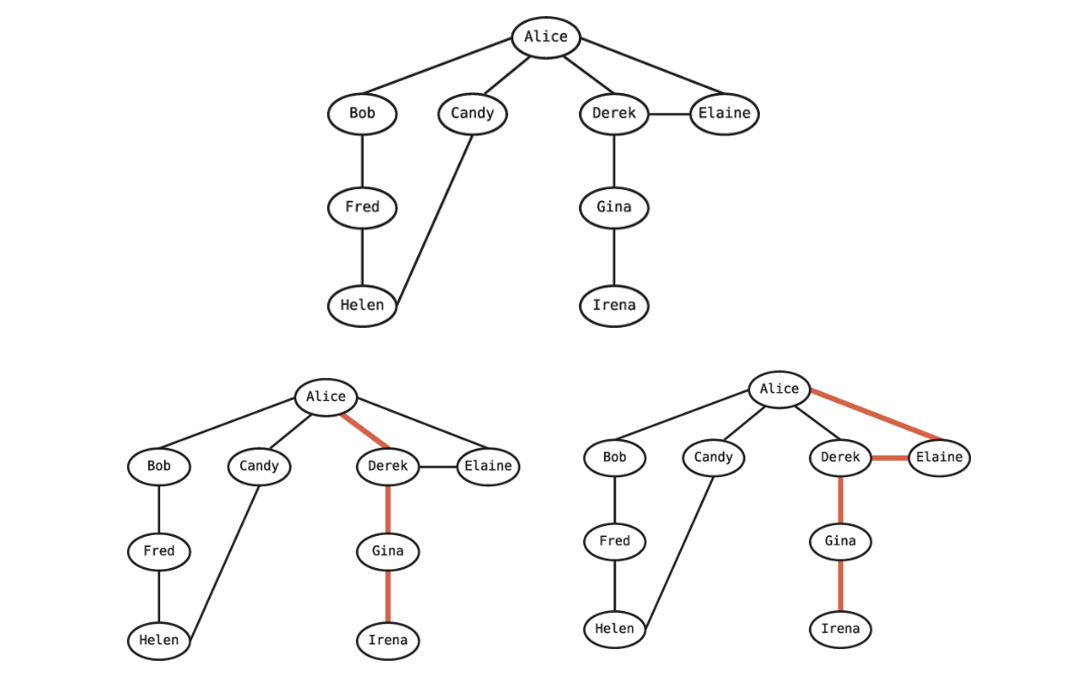 Alice
Bob Candy Derek Elaine
Fred Gina
Helen Irena
Alice
Bob Candy Derek Elaine
Fred Gina
Helen Irena
Alice
Bob Candy Derek Elaine
Fred Gina
Helen Irena